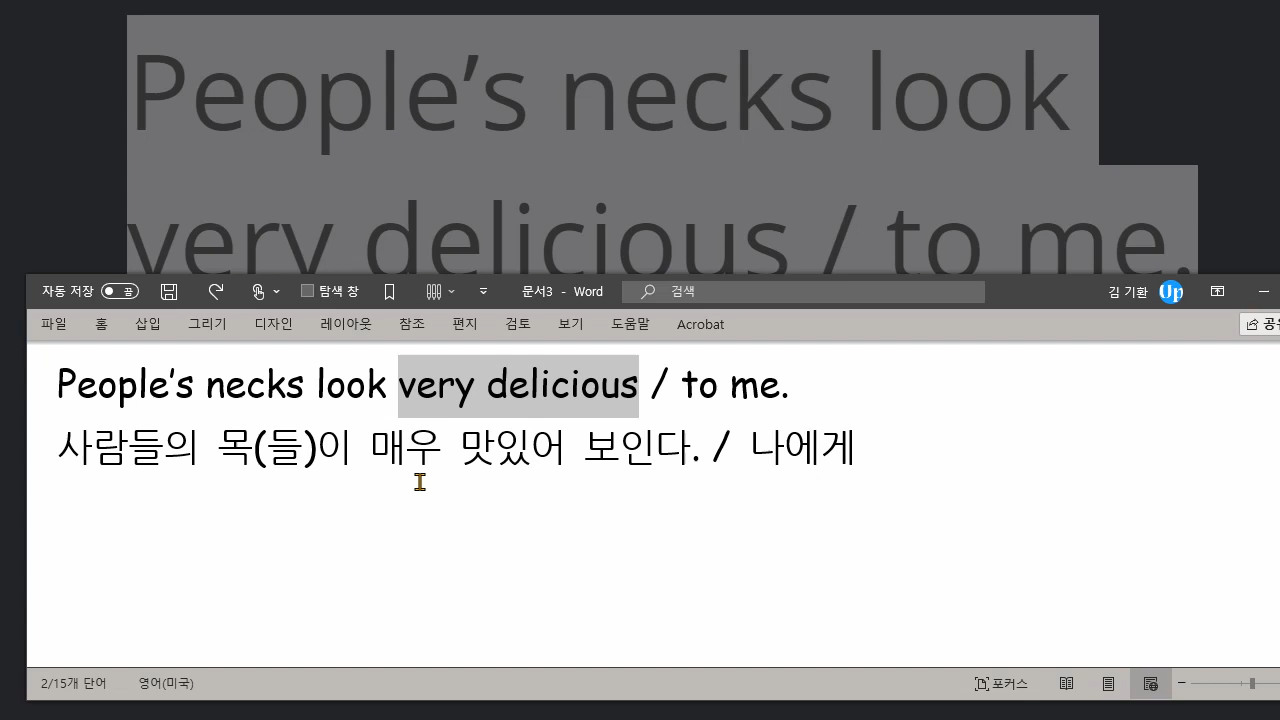 People’s necks look
very delicious / to me.
자동 저장 끔 탐색 창 문서3 - Word 검색 김 기환 Up
파일 홈 삽입 그리기 디자인 레이아웃 참조 편지 검토 보기 도움말 Acrobat
People’s necks look very delicious / to me.
사람들의 목(들)이 매우 맛있어 보인다. / 나에게
2/15개 단어 영어(미국) 포커스